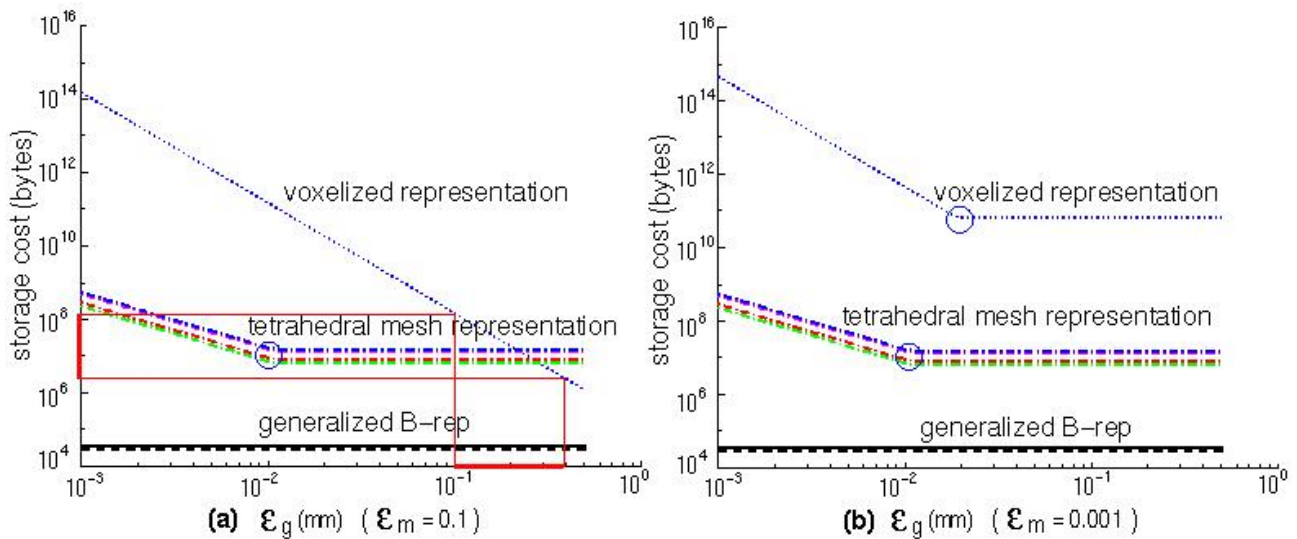 10^16
10^14
10^12
10^10
10^8
10^6
10^4
storage cost (bytes)
voxelized representation
tetrahedral mesh representation
generalized B-rep
10^-3
10^-2
10^-1
10^0
(a) ε_g (mm) ( ε_m = 0.1 )
10^16
10^14
10^12
10^10
10^8
10^6
10^4
storage cost (bytes)
voxelized representation
tetrahedral mesh representation
generalized B-rep
10^-3
10^-2
10^-1
10^0
(b) ε_g (mm) ( ε_m = 0.001 )